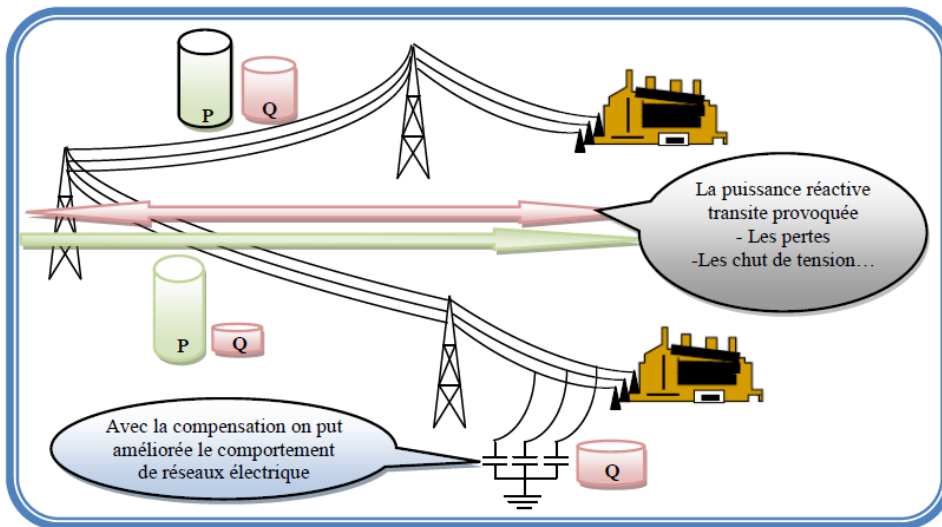 P
Q
La puissance réactive
transite provoquée
- Les pertes
-Les chut de tension…
P
Q
Avec la compensation on put
améliorée le comportement
de réseaux électrique
Q